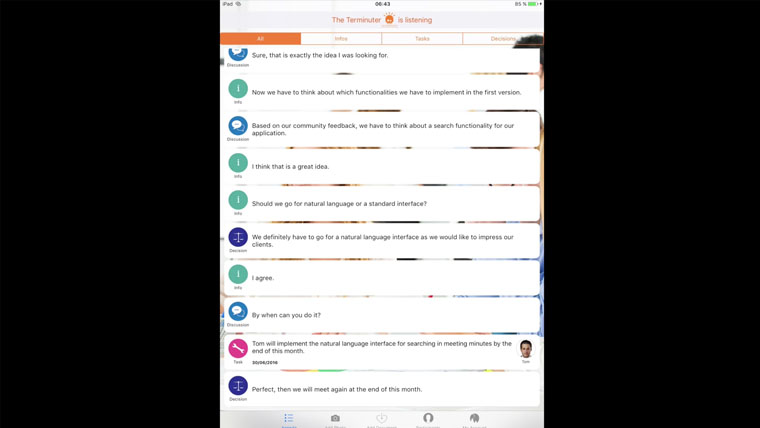 iPad
06:43
85 %
The Terminuter is listening
All
Infos
Tasks
Decisions
Sure, that is exactly the idea I was looking for.
Discussion
Now we have to think about which functionalities we have to implement in the first version.
Info
Based on our community feedback, we have to think about a search functionality for our
application.
Discussion
I think that is a great idea.
Info
Should we go for natural language or a standard interface?
Info
We definitely have to go for a natural language interface as we would like to impress our
clients.
Decision
I agree.
Info
By when can you do it?
Discussion
Tom will implement the natural language interface for searching in meeting minutes by the
end of this month.
30/06/2016
Task
Tom
Perfect, then we will meet again at the end of this month.
Decision